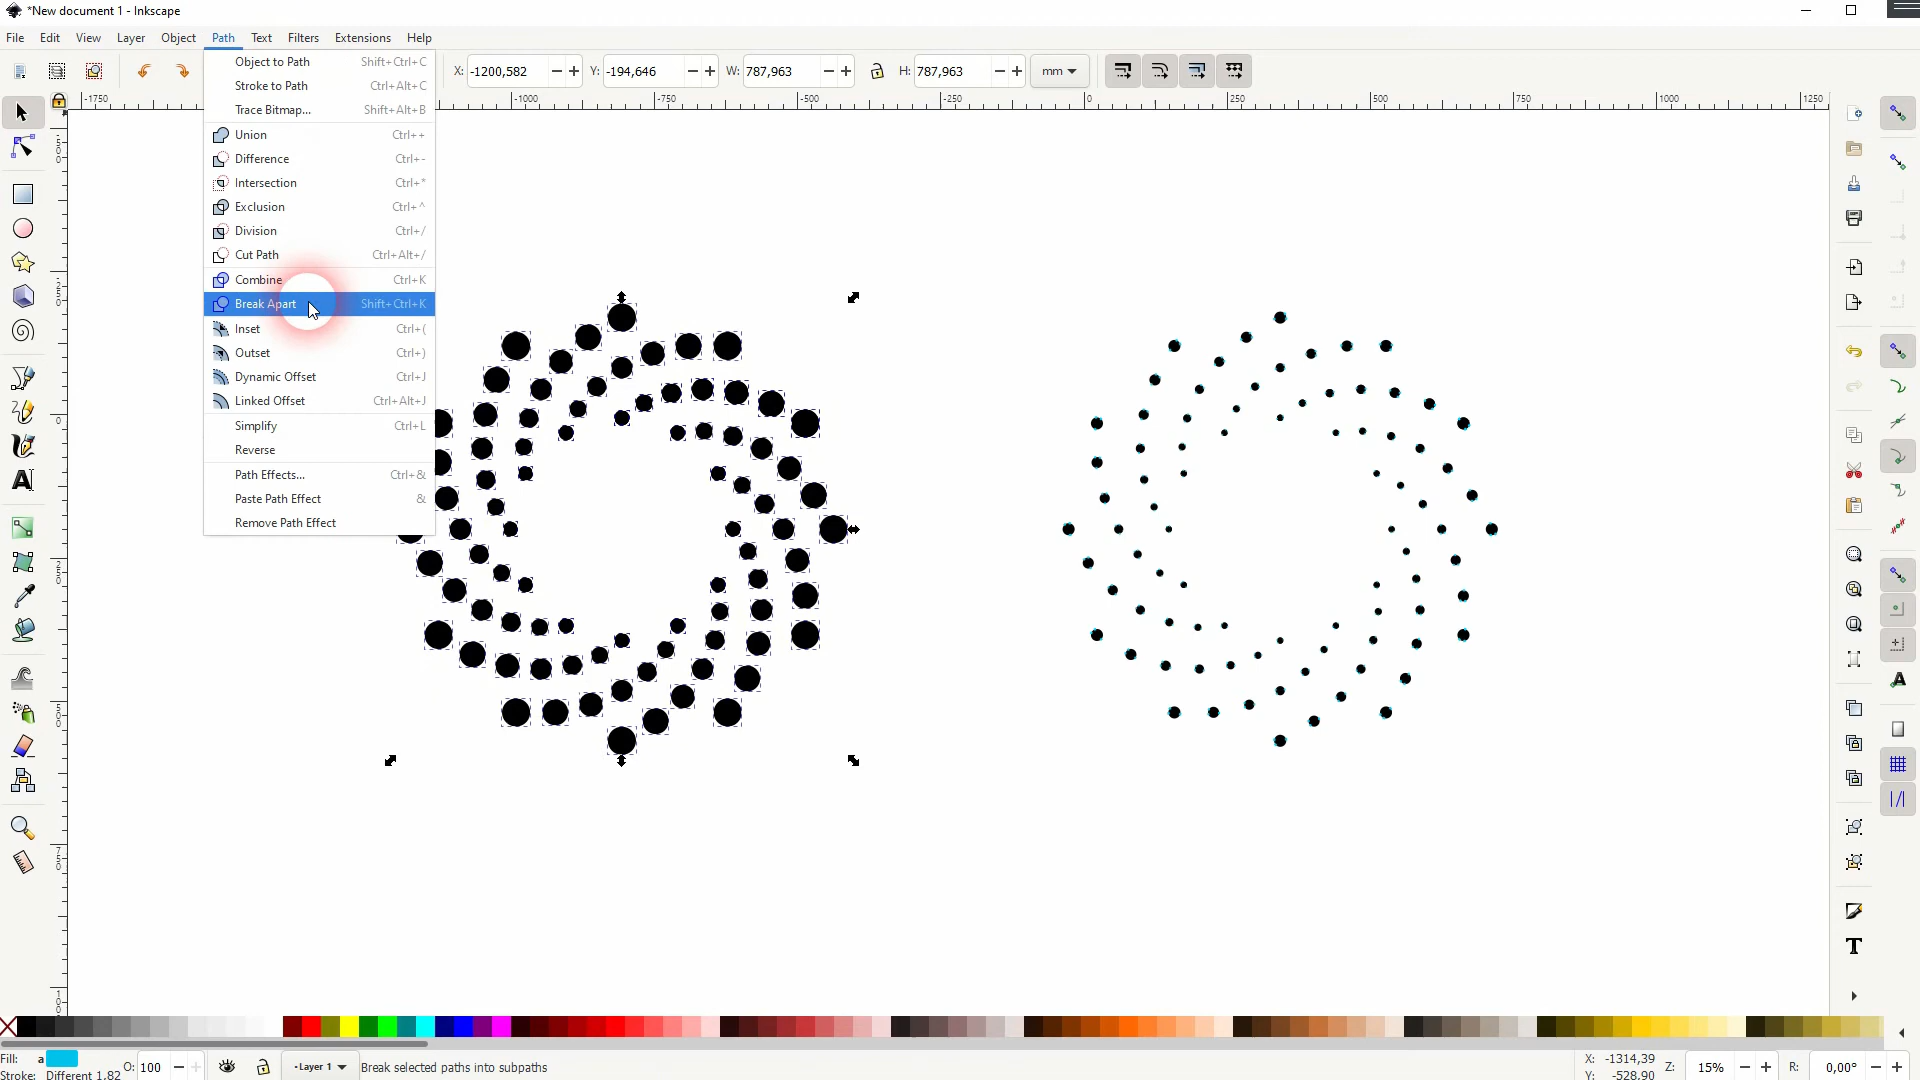 *New document 1 - Inkscape
File Edit View Layer Object Path Text Filters Extensions Help
X: -1200,582 Y: -194,646 W: 787,963 H: 787,963 mm
-1750 -1000 -750 -500 -250 0 250 500 750 1000 1250
Object to Path Shift+Ctrl+C
Stroke to Path Ctrl+Alt+C
Trace Bitmap... Shift+Alt+B
Union Ctrl++
Difference Ctrl+-
Intersection Ctrl+*
Exclusion Ctrl+^
Division Ctrl+/
Cut Path Ctrl+Alt+/
Combine Ctrl+K
Break Apart Shift+Ctrl+K
Inset Ctrl+(
Outset Ctrl+)
Dynamic Offset Ctrl+J
Linked Offset Ctrl+Alt+J
Simplify Ctrl+L
Reverse
Path Effects... Ctrl+&
Paste Path Effect &
Remove Path Effect
Fill: a O: 100 Layer 1 Break selected paths into subpaths X: -1314,39 Z: 15% R: 0,00°
Stroke: Different 1,82 Y: -528,90